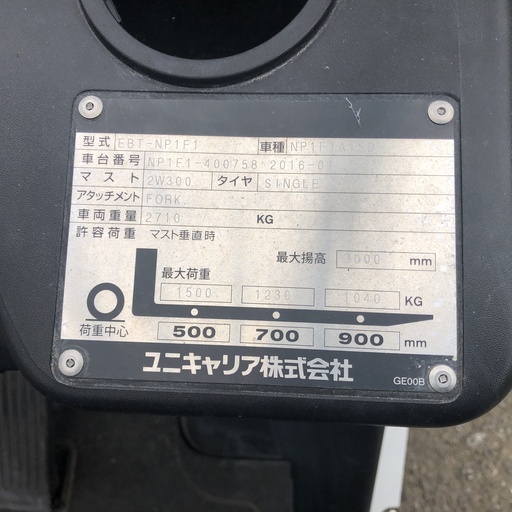 型式 EBT-NP1F1 車種 NP1F1A15D
車台番号 NP1F1-400758 2016-01
マスト 2W300 タイヤ SINGLE
アタッチメント FORK
車両重量 2710 KG
許容荷重 マスト垂直時
最大揚高 3000 mm
最大荷重
1500 1230 1040 KG
荷重中心 500 700 900 mm
ユニキャリア株式会社
GE00B